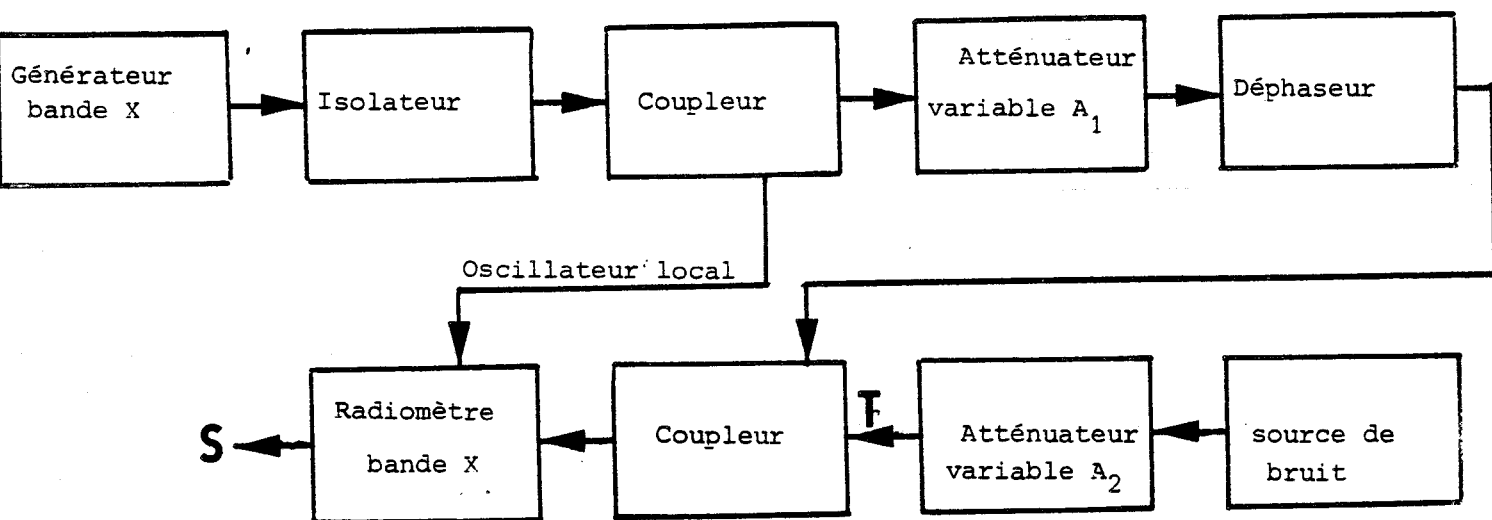 Générateur
bande X
Isolateur
Coupleur
Atténuateur
variable A1
Déphaseur
Oscillateur local
S
Radiomètre
bande X
Coupleur
T
Atténuateur
variable A2
source de
bruit